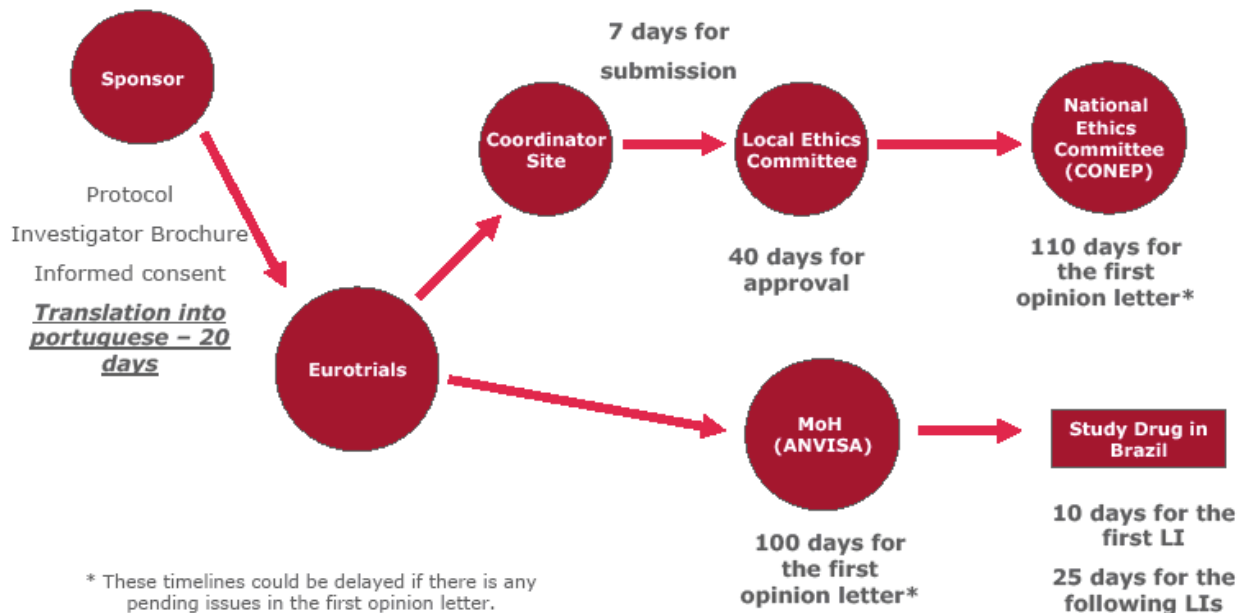 Sponsor
Protocol
Investigator Brochure
Informed consent
Translation into
portuguese – 20
days
Eurotrials
Coordinator
Site
7 days for
submission
Local Ethics
Committee
40 days for
approval
National
Ethics
Committee
(CONEP)
110 days for
the first
opinion letter*
MoH
(ANVISA)
100 days for
the first
opinion letter*
Study Drug in
Brazil
10 days for the
first LI
25 days for the
following LIs
* These timelines could be delayed if there is any
pending issues in the first opinion letter.